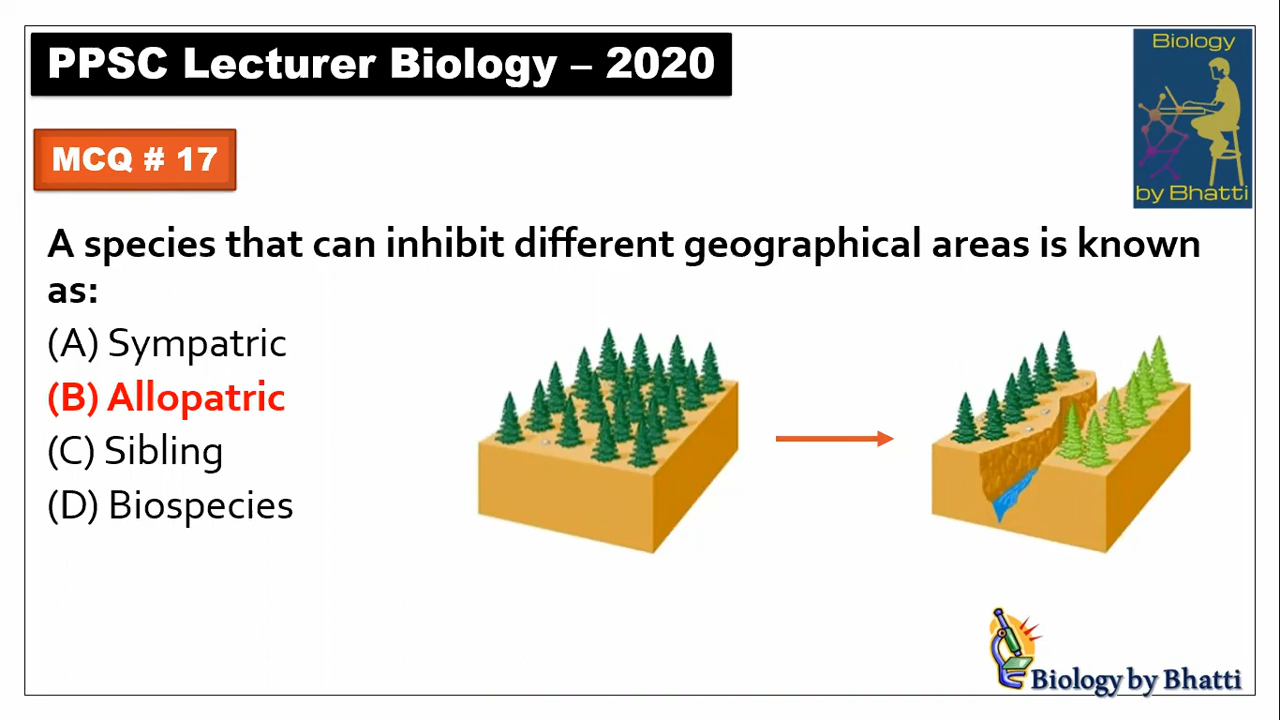 PPSC Lecturer Biology – 2020
Biology
by Bhatti
MCQ # 17
A species that can inhibit different geographical areas is known
as:
(A) Sympatric
(B) Allopatric
(C) Sibling
(D) Biospecies
Biology by Bhatti